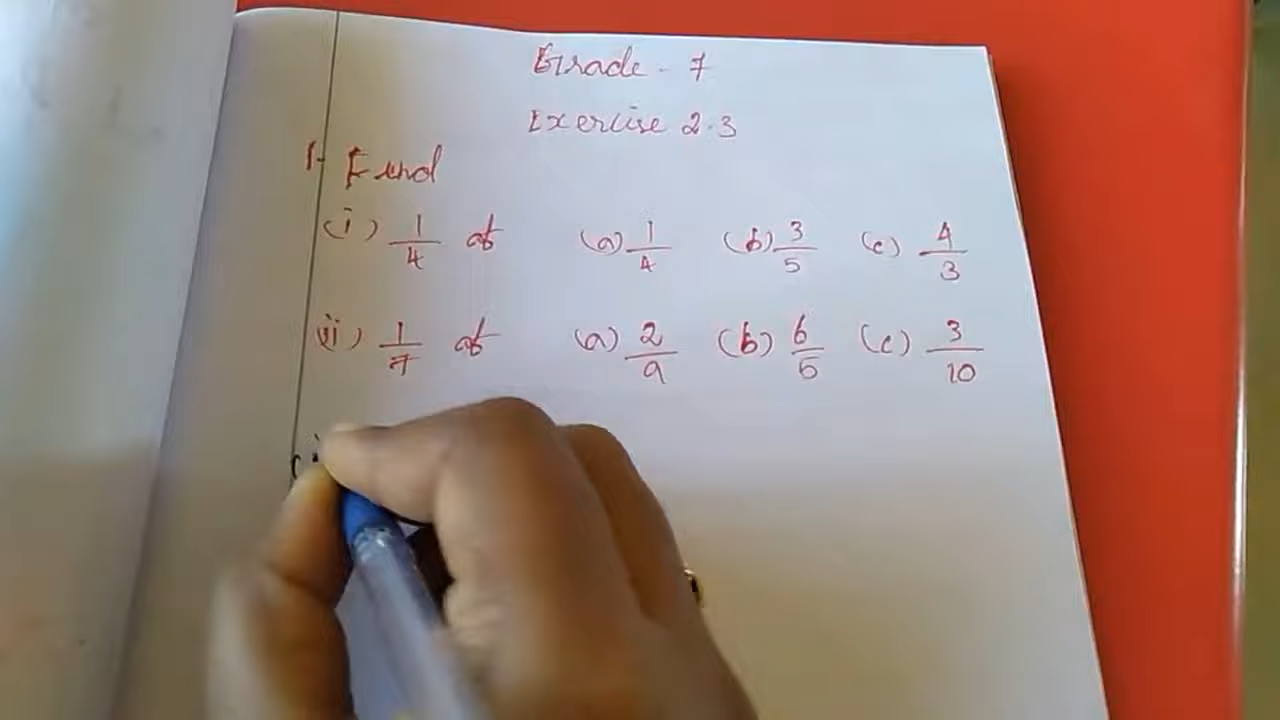 Grade - 7
Exercise 2.3
1. Find
(i) 1/4 of (a) 1/4 (b) 3/5 (c) 4/3
(ii) 1/7 of (a) 2/9 (b) 6/5 (c) 3/10
(i